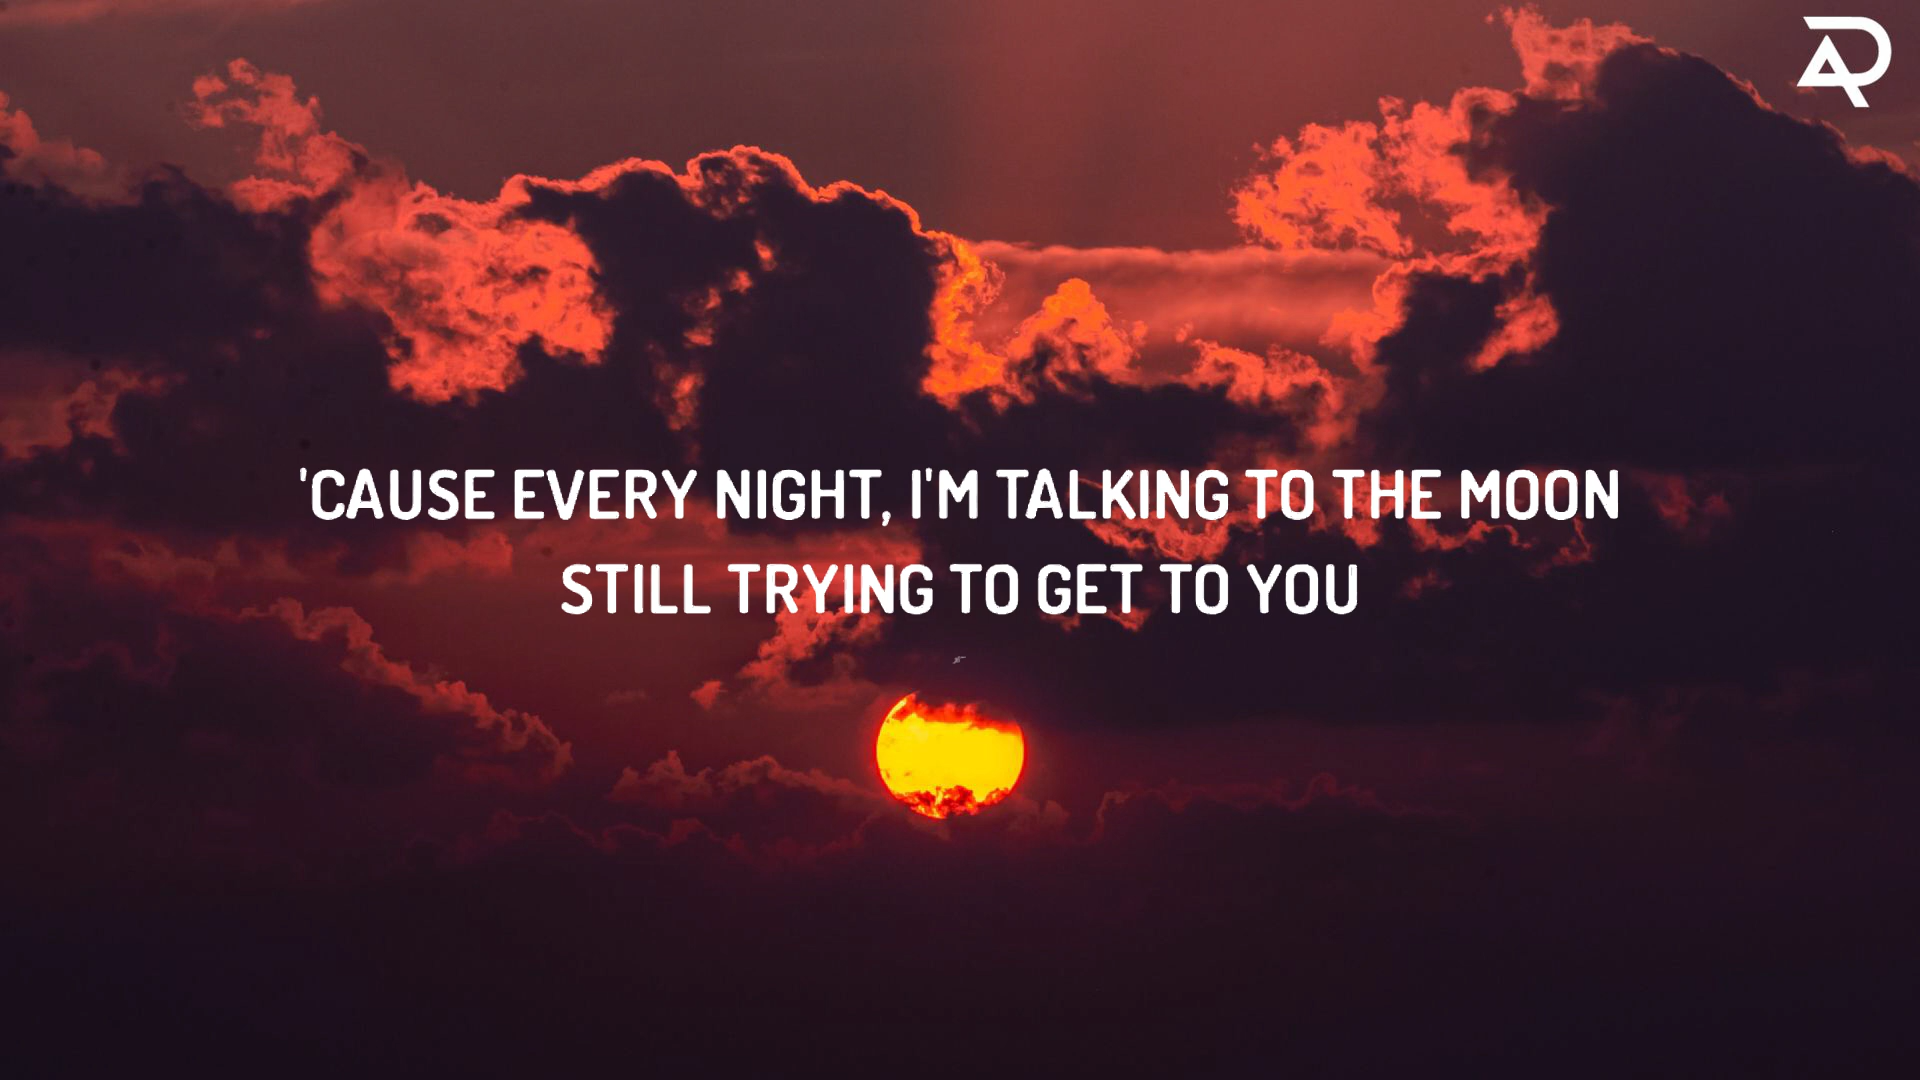 'CAUSE EVERY NIGHT, I'M TALKING TO THE MOON
STILL TRYING TO GET TO YOU